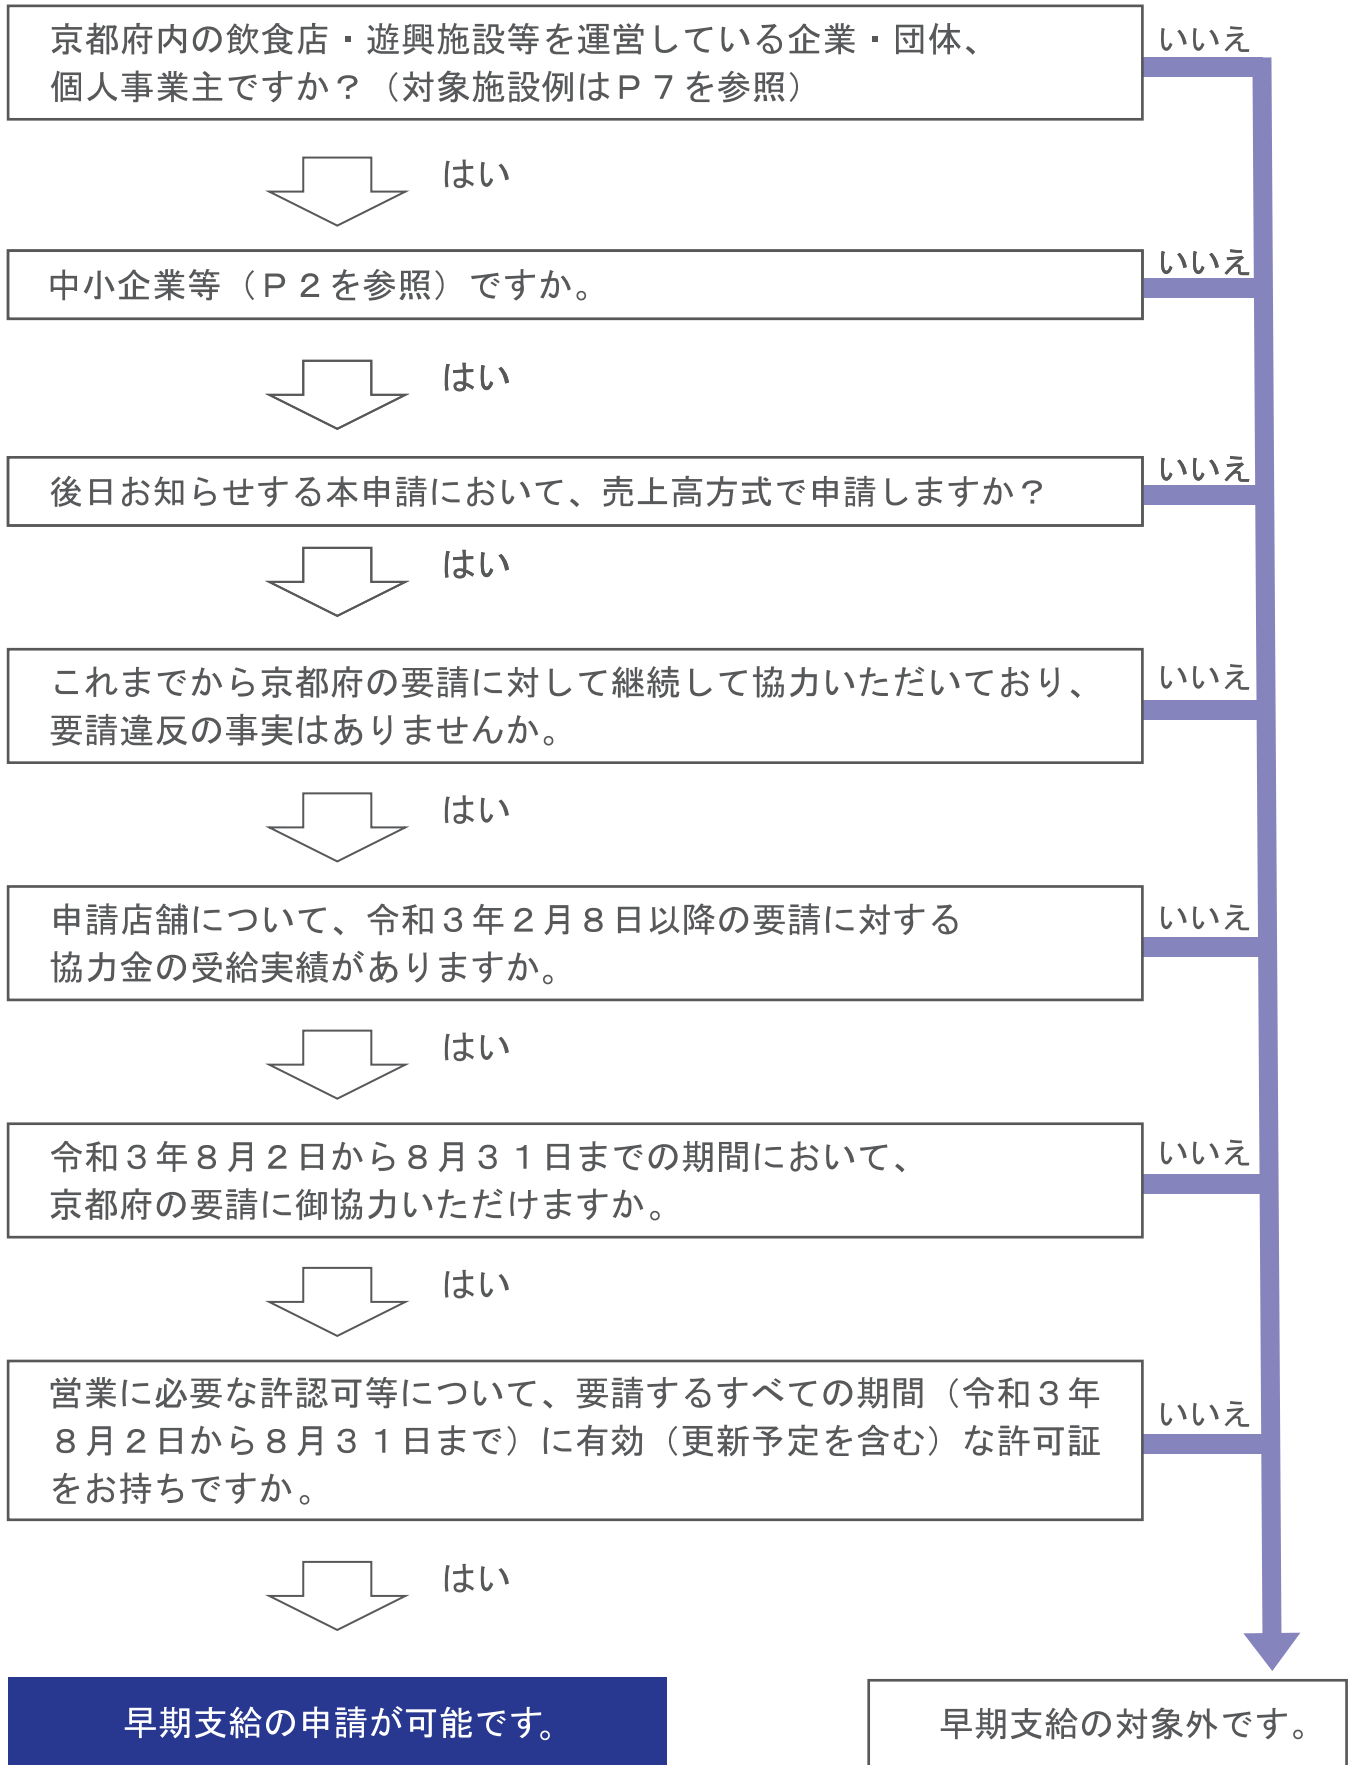 京都府内の飲食店・遊興施設等を運営している企業・団体、
個人事業主ですか？（対象施設例はＰ７を参照）
いいえ
はい
中小企業等（Ｐ２を参照）ですか。
いいえ
はい
後日お知らせする本申請において、売上高方式で申請しますか？
いいえ
はい
これまでから京都府の要請に対して継続して協力いただいており、
要請違反の事実はありませんか。
いいえ
はい
申請店舗について、令和３年２月８日以降の要請に対する
協力金の受給実績がありますか。
いいえ
はい
令和３年８月２日から８月３１日までの期間において、
京都府の要請に御協力いただけますか。
いいえ
はい
営業に必要な許認可等について、要請するすべての期間（令和３年
８月２日から８月３１日まで）に有効（更新予定を含む）な許可証
をお持ちですか。
いいえ
はい
早期支給の申請が可能です。
早期支給の対象外です。